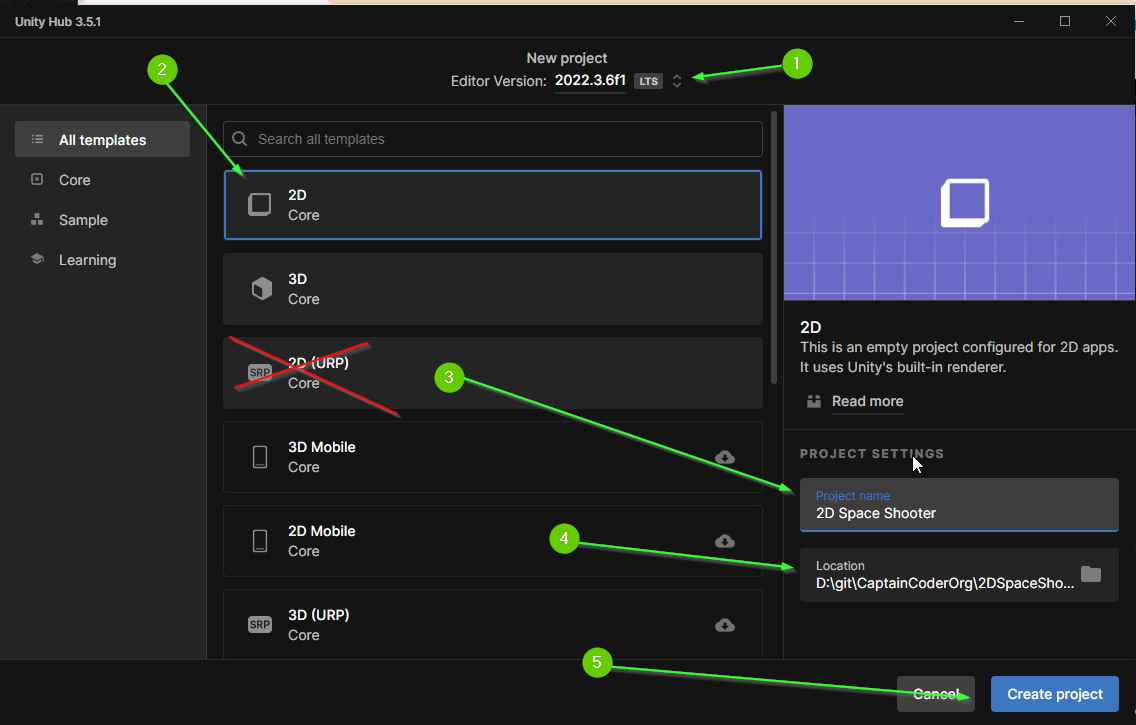 Unity Hub 3.5.1
New project
Editor Version: 2022.3.6f1 LTS
1
2
All templates
Core
Sample
Learning
Search all templates
2D
Core
3D
Core
SRP
2D (URP)
Core
3D Mobile
Core
2D Mobile
Core
SRP
3D (URP)
Core
2D
This is an empty project configured for 2D apps.
It uses Unity's built-in renderer.
Read more
PROJECT SETTINGS
3
Project name
2D Space Shooter
4
Location
D:\git\CaptainCoderOrg\2DSpaceSho...
5
Cancel
Create project